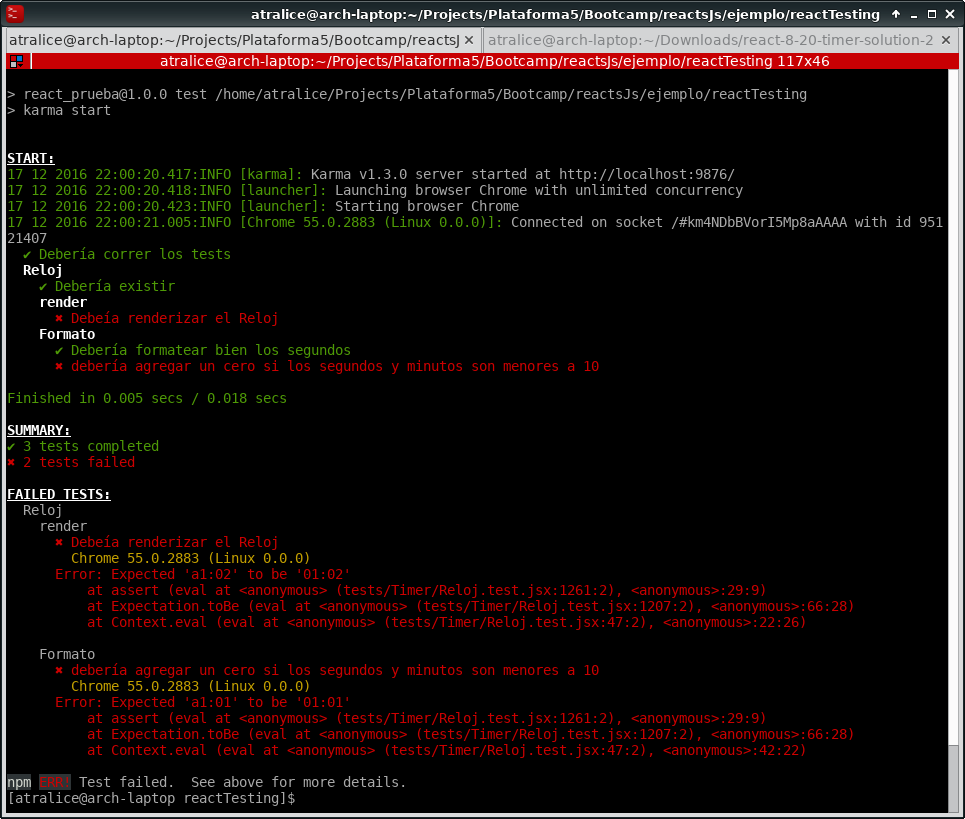 atralice@arch-laptop:~/Projects/Plataforma5/Bootcamp/reactsJs/ejemplo/reactTesting
atralice@arch-laptop:~/Projects/Plataforma5/Bootcamp/reactsJ
atralice@arch-laptop:~/Downloads/react-8-20-timer-solution-2
atralice@arch-laptop:~/Projects/Plataforma5/Bootcamp/reactsJs/ejemplo/reactTesting 117x46
> react_prueba@1.0.0 test /home/atralice/Projects/Plataforma5/Bootcamp/reactsJs/ejemplo/reactTesting
> karma start
START:
17 12 2016 22:00:20.417:INFO [karma]: Karma v1.3.0 server started at http://localhost:9876/
17 12 2016 22:00:20.418:INFO [launcher]: Launching browser Chrome with unlimited concurrency
17 12 2016 22:00:20.423:INFO [launcher]: Starting browser Chrome
17 12 2016 22:00:21.005:INFO [Chrome 55.0.2883 (Linux 0.0.0)]: Connected on socket /#km4NDbBVorI5Mp8aAAAA with id 951
21407
✔ Debería correr los tests
Reloj
✔ Debería existir
render
✖ Debeía renderizar el Reloj
Formato
✔ Debería formatear bien los segundos
✖ debería agregar un cero si los segundos y minutos son menores a 10
Finished in 0.005 secs / 0.018 secs
SUMMARY:
✔ 3 tests completed
✖ 2 tests failed
FAILED TESTS:
Reloj
render
✖ Debeía renderizar el Reloj
Chrome 55.0.2883 (Linux 0.0.0)
Error: Expected 'a1:02' to be '01:02'
at assert (eval at <anonymous> (tests/Timer/Reloj.test.jsx:1261:2), <anonymous>:29:9)
at Expectation.toBe (eval at <anonymous> (tests/Timer/Reloj.test.jsx:1207:2), <anonymous>:66:28)
at Context.eval (eval at <anonymous> (tests/Timer/Reloj.test.jsx:47:2), <anonymous>:22:26)
Formato
✖ debería agregar un cero si los segundos y minutos son menores a 10
Chrome 55.0.2883 (Linux 0.0.0)
Error: Expected 'a1:01' to be '01:01'
at assert (eval at <anonymous> (tests/Timer/Reloj.test.jsx:1261:2), <anonymous>:29:9)
at Expectation.toBe (eval at <anonymous> (tests/Timer/Reloj.test.jsx:1207:2), <anonymous>:66:28)
at Context.eval (eval at <anonymous> (tests/Timer/Reloj.test.jsx:47:2), <anonymous>:42:22)
npm ERR! Test failed.  See above for more details.
[atralice@arch-laptop reactTesting]$